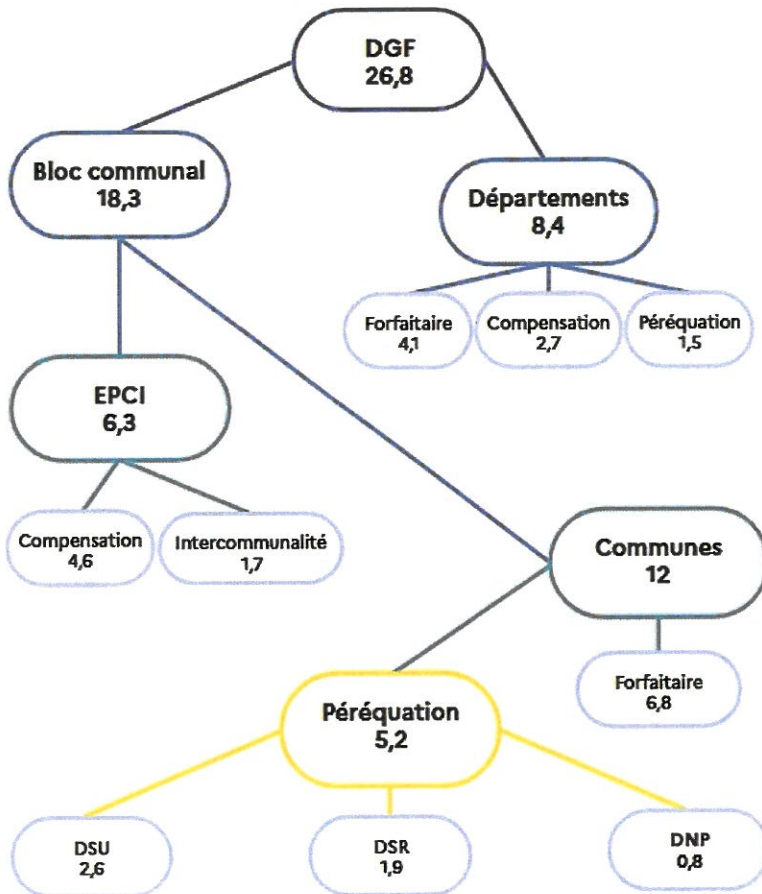 DGF
26,8
Bloc communal
18,3
Départements
8,4
Forfaitaire
4,1
Compensation
2,7
Péréquation
1,5
EPCI
6,3
Compensation
4,6
Intercommunalité
1,7
Communes
12
Forfaitaire
6,8
Péréquation
5,2
DSU
2,6
DSR
1,9
DNP
0,8